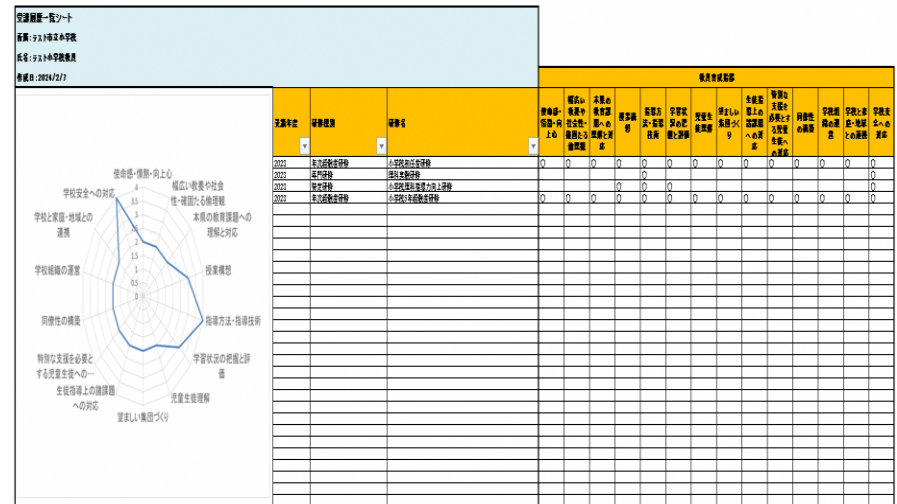 受講履歴一覧シート
所属：テスト市立小学校
氏名：テスト小学校教員
作成日：2024/2/7
教員育成指標
受講年度
研修種別
研修名
使命感・
情熱・向
上心
幅広い
教養や
社会性・
確固たる
倫理観
本県の
教育課
題への
理解と対
応
授業構
想
指導方
法・指導
技術
学習状
況の把
握と評価
児童生
徒理解
望ましい
集団づく
り
生徒指
導上の
諸課題
への対
応
特別な
支援を
必要とす
る児童
生徒へ
の対応
同僚性
の構築
学校組
織の運
営
学校と家
庭・地域
との連携
学校安
全への
対応
2023 年次経験者研修 小学校初任者研修 〇 〇 〇 〇 〇 〇 〇 〇 〇 〇 〇 〇 〇 〇
2023 専門研修 理科実験研修 〇 〇
2023 特定研修 小学校理科指導力向上研修 〇 〇 〇 〇
2023 年次経験者研修 小学校5年経験者研修 〇 〇 〇 〇 〇 〇 〇 〇 〇 〇 〇 〇 〇 〇
使命感・情熱・向上心
幅広い教養や社会
性・確固たる倫理観
本県の教育課題への
理解と対応
授業構想
指導方法・指導技術
学習状況の把握と評
価
児童生徒理解
望ましい集団づくり
生徒指導上の諸課題
への対応
特別な支援を必要と
する児童生徒への…
同僚性の構築
学校組織の運営
学校と家庭・地域との
連携
学校安全への対応
4
3.5
3
2.5
2
1.5
1
0.5
0